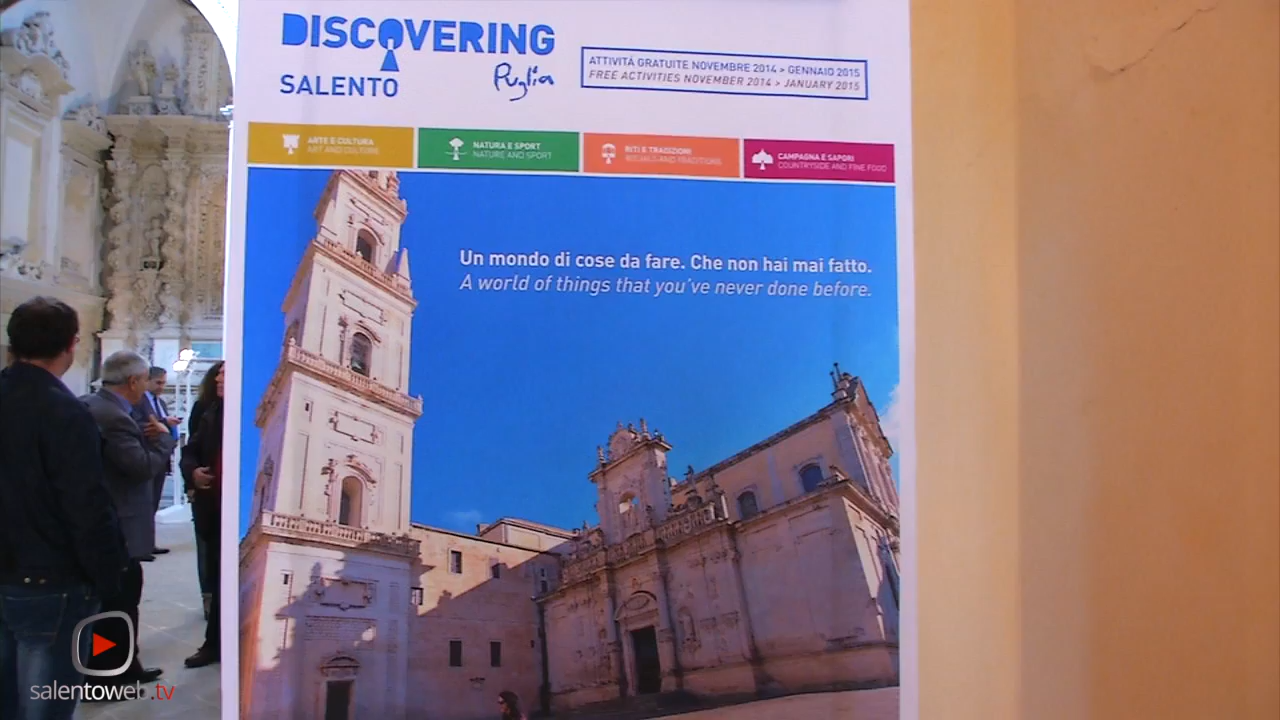 DISCOVERING
SALENTO
Puglia
ATTIVITÀ GRATUITE NOVEMBRE 2014 > GENNAIO 2015
FREE ACTIVITIES NOVEMBER 2014 > JANUARY 2015
ARTE E CULTURA
ART AND CULTURE
NATURA E SPORT
NATURE AND SPORT
RITI E TRADIZIONI
RITUALS AND TRADITIONS
CAMPAGNA E SAPORI
COUNTRYSIDE AND FINE FOOD
Un mondo di cose da fare. Che non hai mai fatto.
A world of things that you've never done before.
salentoweb.tv